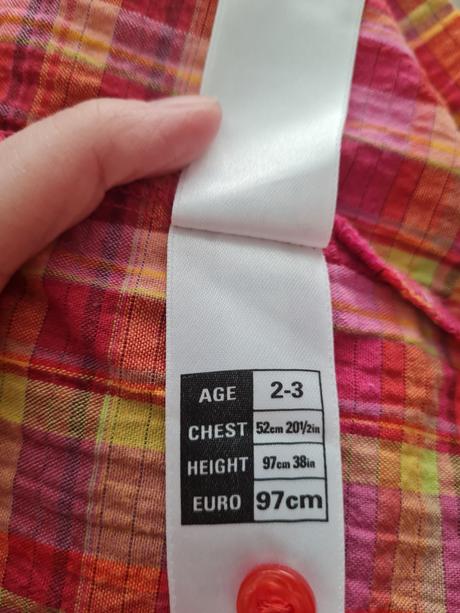 AGE 2-3
CHEST 52cm 20½in
HEIGHT 97cm 38in
EURO 97cm